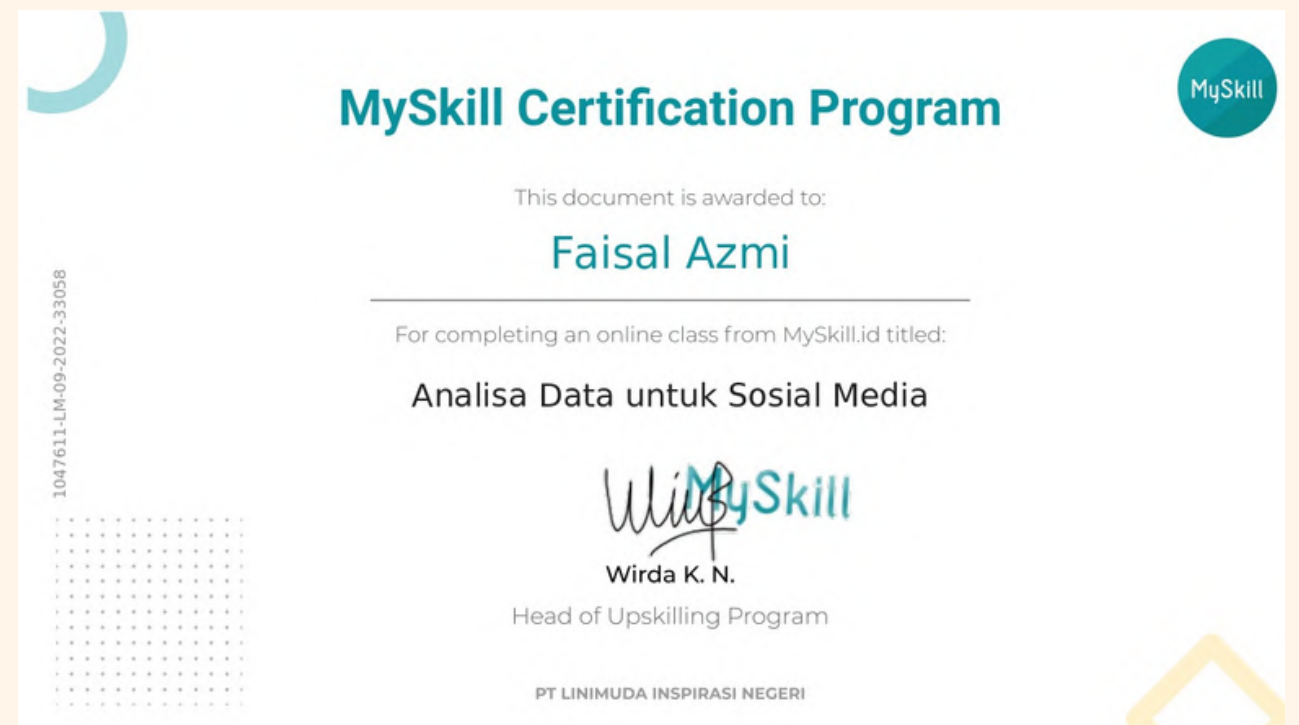 MySkill
MySkill Certification Program
This document is awarded to:
Faisal Azmi
For completing an online class from MySkill.id titled:
Analisa Data untuk Sosial Media
MySkill
Wirda K. N.
Head of Upskilling Program
PT LINIMUDA INSPIRASI NEGERI
1047611-LM-09-2022-33058